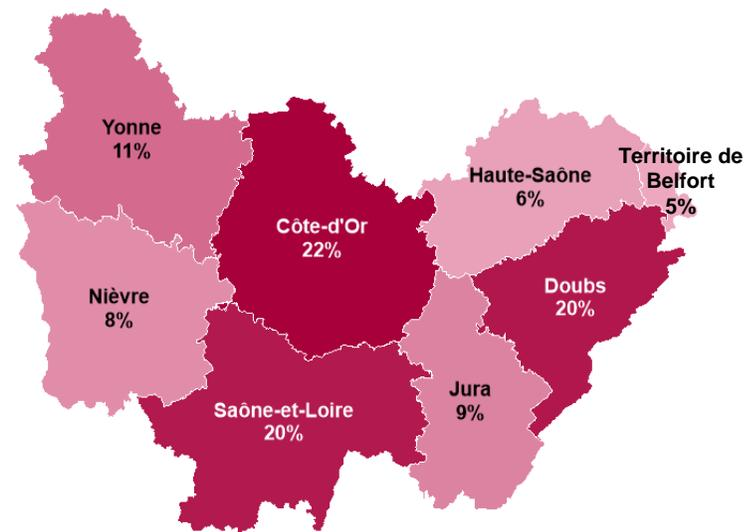 Yonne
11%
Côte-d'Or
22%
Haute-Saône
6%
Territoire de
Belfort
5%
Nièvre
8%
Doubs
20%
Saône-et-Loire
20%
Jura
9%